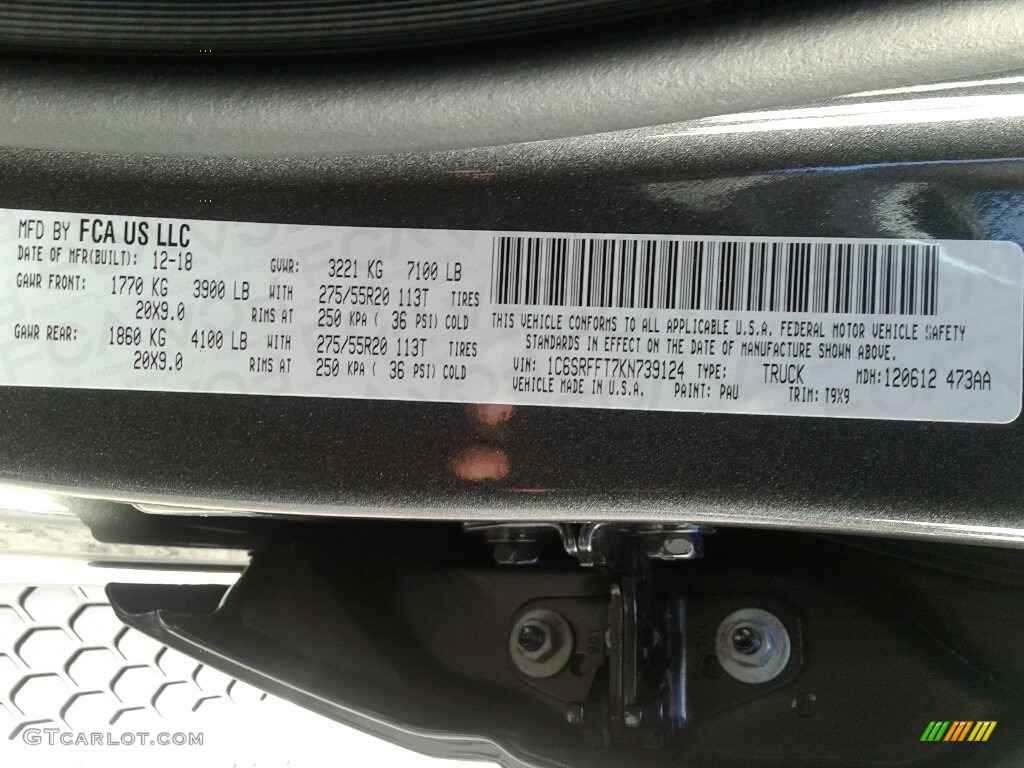 MFD BY FCA US LLC
DATE OF MFR(BUILT): 12-18 GVWR: 3221 KG 7100 LB
GAWR FRONT: 1770 KG 3900 LB WITH 275/55R20 113T TIRES
20X9.0 RIMS AT 250 KPA ( 36 PSI) COLD
GAWR REAR: 1860 KG 4100 LB WITH 275/55R20 113T TIRES
20X9.0 RIMS AT 250 KPA ( 36 PSI) COLD
THIS VEHICLE CONFORMS TO ALL APPLICABLE U.S.A. FEDERAL MOTOR VEHICLE SAFETY
STANDARDS IN EFFECT ON THE DATE OF MANUFACTURE SHOWN ABOVE.
VIN: 1C6SRFFT7KN739124 TYPE: TRUCK MDH:120612 473AA
VEHICLE MADE IN U.S.A. PAINT: PAU TRIM: T9X9
GTCARLOT.COM